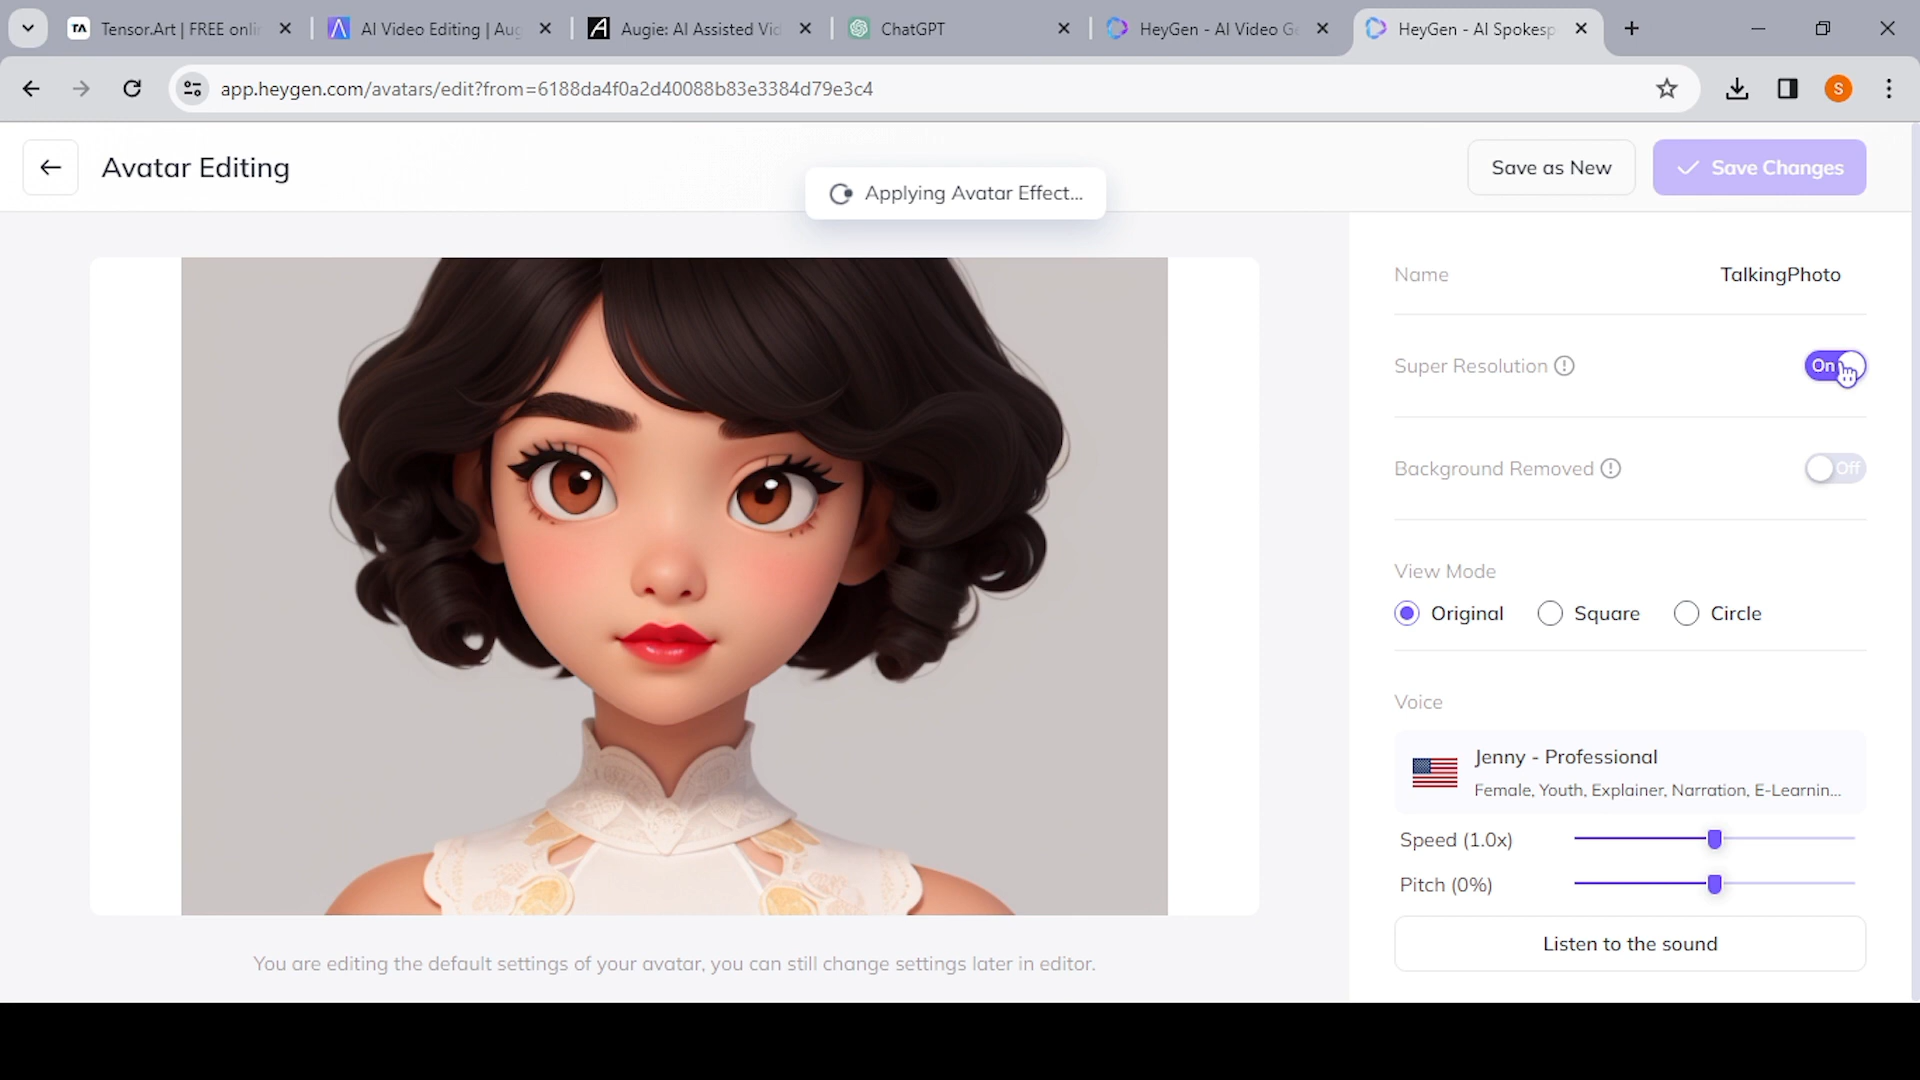 TA Tensor.Art | FREE onli
AI Video Editing | Aug
Augie: AI Assisted Vid
ChatGPT
HeyGen - AI Video Ge
HeyGen - AI Spokesp
app.heygen.com/avatars/edit?from=6188da4f0a2d40088b83e3384d79e3c4
S
Avatar Editing
Applying Avatar Effect...
Save as New
Save Changes
Name
TalkingPhoto
Super Resolution
On
Background Removed
Off
View Mode
Original
Square
Circle
Voice
Jenny - Professional
Female, Youth, Explainer, Narration, E-Learnin...
Speed (1.0x)
Pitch (0%)
Listen to the sound
You are editing the default settings of your avatar, you can still change settings later in editor.